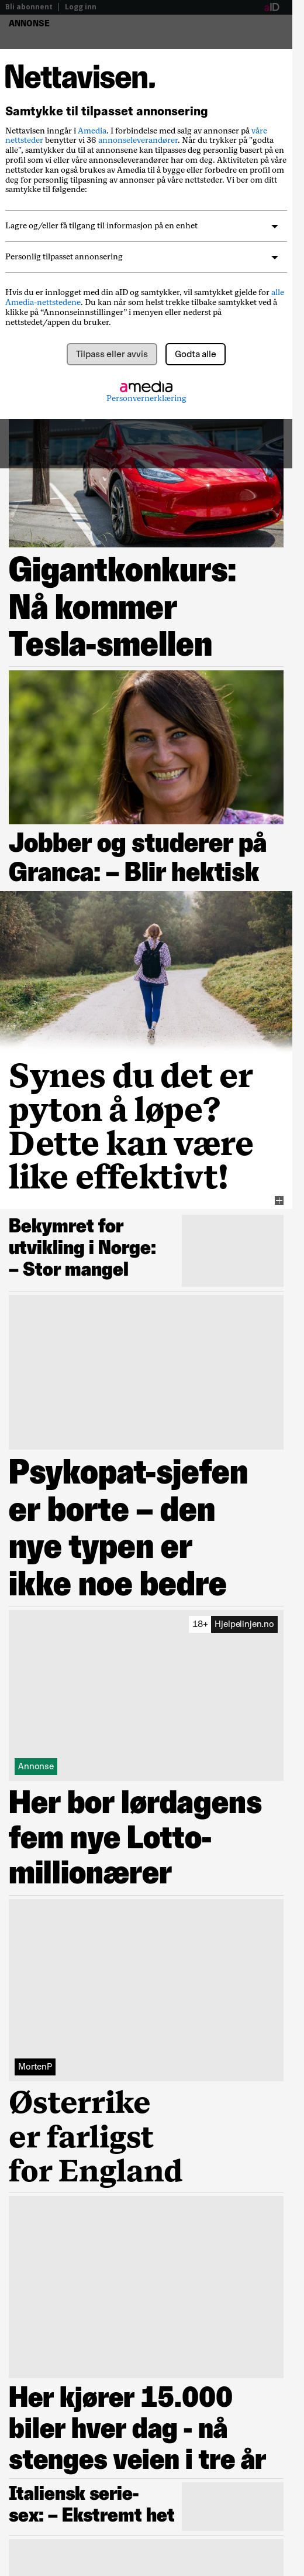 Bli abonnent | Logg inn
aID
ANNONSE
Nettavisen.
Samtykke til tilpasset annonsering
Nettavisen inngår i Amedia. I forbindelse med salg av annonser på våre
nettsteder benytter vi 36 annonseleverandører. Når du trykker på "godta
alle", samtykker du til at annonsene kan tilpasses deg personlig basert på en
profil som vi eller våre annonseleverandører har om deg. Aktiviteten på våre
nettsteder kan også brukes av Amedia til å bygge eller forbedre en profil om
deg for personlig tilpasning av annonser på våre nettsteder. Vi ber om ditt
samtykke til følgende:
Lagre og/eller få tilgang til informasjon på en enhet
Personlig tilpasset annonsering
Hvis du er innlogget med din aID og samtykker, vil samtykket gjelde for alle
Amedia-nettstedene. Du kan når som helst trekke tilbake samtykket ved å
klikke på “Annonseinnstillinger” i menyen eller nederst på
nettstedet/appen du bruker.
Tilpass eller avvis
Godta alle
amedia
Personvernerklæring
Gigantkonkurs:
Nå kommer
Tesla-smellen
Jobber og studerer på
Granca: – Blir hektisk
Synes du det er
pyton å løpe?
Dette kan være
like effektivt!
Bekymret for
utvikling i Norge:
– Stor mangel
Psykopat-sjefen
er borte – den
nye typen er
ikke noe bedre
18+ Hjelpelinjen.no
Annonse
Her bor lørdagens
fem nye Lotto-
millionærer
MortenP
Østerrike
er farligst
for England
Her kjører 15.000
biler hver dag - nå
stenges veien i tre år
Italiensk serie-
sex: – Ekstremt het